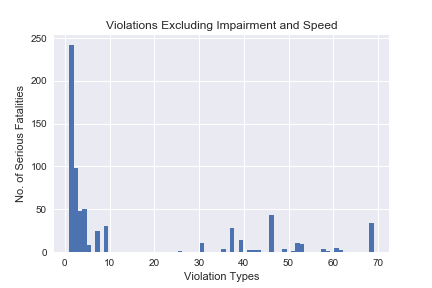 Violations Excluding Impairment and Speed
250
200
150
100
50
0
No. of Serious Fatalities
0 10 20 30 40 50 60 70
Violation Types